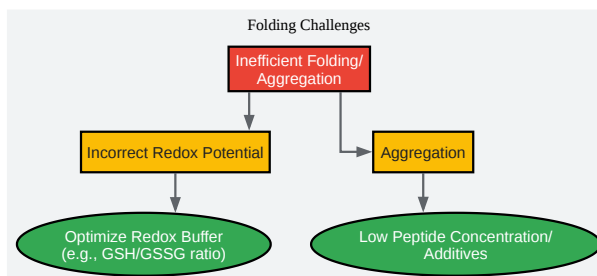 Folding Challenges
Inefficient Folding/
Aggregation
Incorrect Redox Potential
Aggregation
Optimize Redox Buffer
(e.g., GSH/GSSG ratio)
Low Peptide Concentration/
Additives